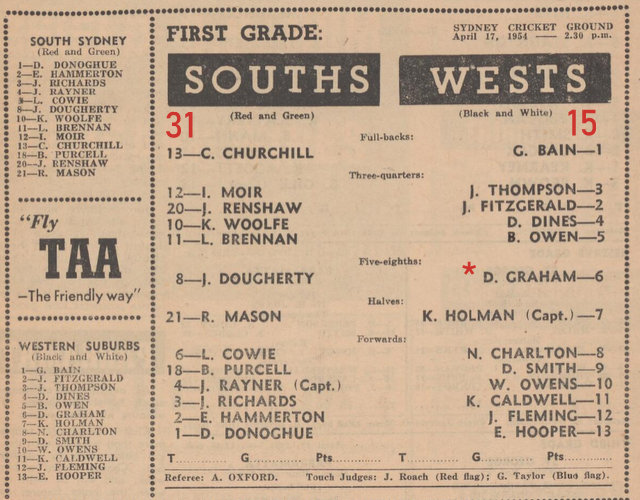 SOUTH SYDNEY
(Red and Green)
1—D. DONOGHUE
2—E. HAMMERTON
3—J. RICHARDS
4—J. RAYNER
L. COWIE
8—J. DOUGHERTY
10—K. WOOLFE
11—L. BRENNAN
12—I. MOIR
13—C. CHURCHILL
18—B. PURCELL
20—J. RENSHAW
21—R. MASON
"Fly
TAA
—The Friendly way"
WESTERN SUBURBS
(Black and White)
1—G. BAIN
2—J. FITZGERALD
3—J. THOMPSON
4—D. DINES
5—B. OWEN
6—D. GRAHAM
7—K. HOLMAN
8—N. CHARLTON
9—D. SMITH
10—W. OWENS
11—K. CALDWELL
12—J. FLEMING
13—E. HOOPER
FIRST GRADE:
SYDNEY CRICKET GROUND
April 17, 1954 — 2.30 p.m.
SOUTHS WESTS
(Red and Green) (Black and White)
31 15
Full-backs:
13—C. CHURCHILL G. BAIN—1
Three-quarters:
12—I. MOIR J. THOMPSON—3
20—J. RENSHAW J. FITZGERALD—2
10—K. WOOLFE D. DINES—4
11—L. BRENNAN B. OWEN—5
Five-eighths:
8—J. DOUGHERTY * D. GRAHAM—6
Halves:
21—R. MASON K. HOLMAN (Capt.)—7
Forwards:
6—L. COWIE N. CHARLTON—8
18—B. PURCELL D. SMITH—9
4—J. RAYNER (Capt.) W. OWENS—10
3—J. RICHARDS K. CALDWELL—11
2—E. HAMMERTON J. FLEMING—12
1—D. DONOGHUE E. HOOPER—13
T............ G............ Pts............ T............ G............ Pts............
Referee: A. OXFORD. Touch Judges: J. Roach (Red flag); G. Taylor (Blue flag).